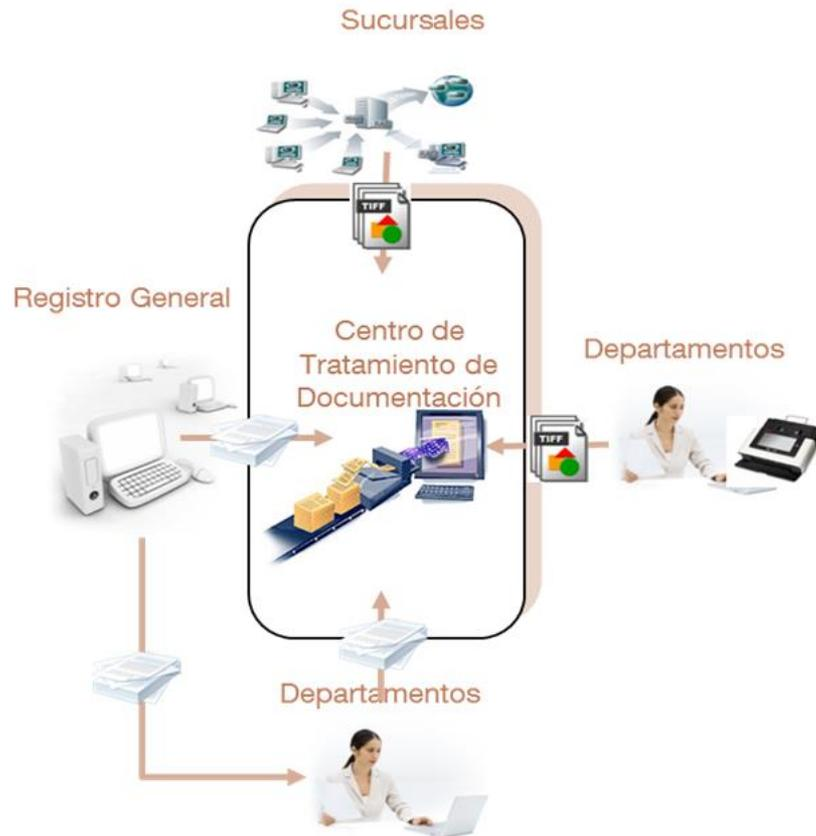 Sucursales
TIFF
Registro General
Centro de
Tratamiento de
Documentación
Departamentos
TIFF
Departamentos